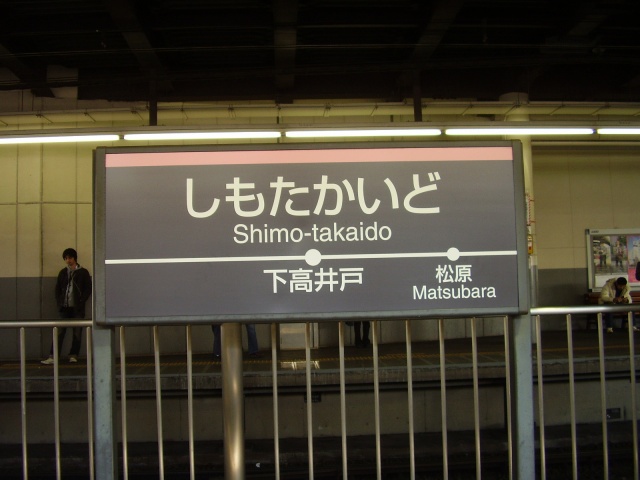 しもたかいど
Shimo-takaido
下高井戸
松原
Matsubara